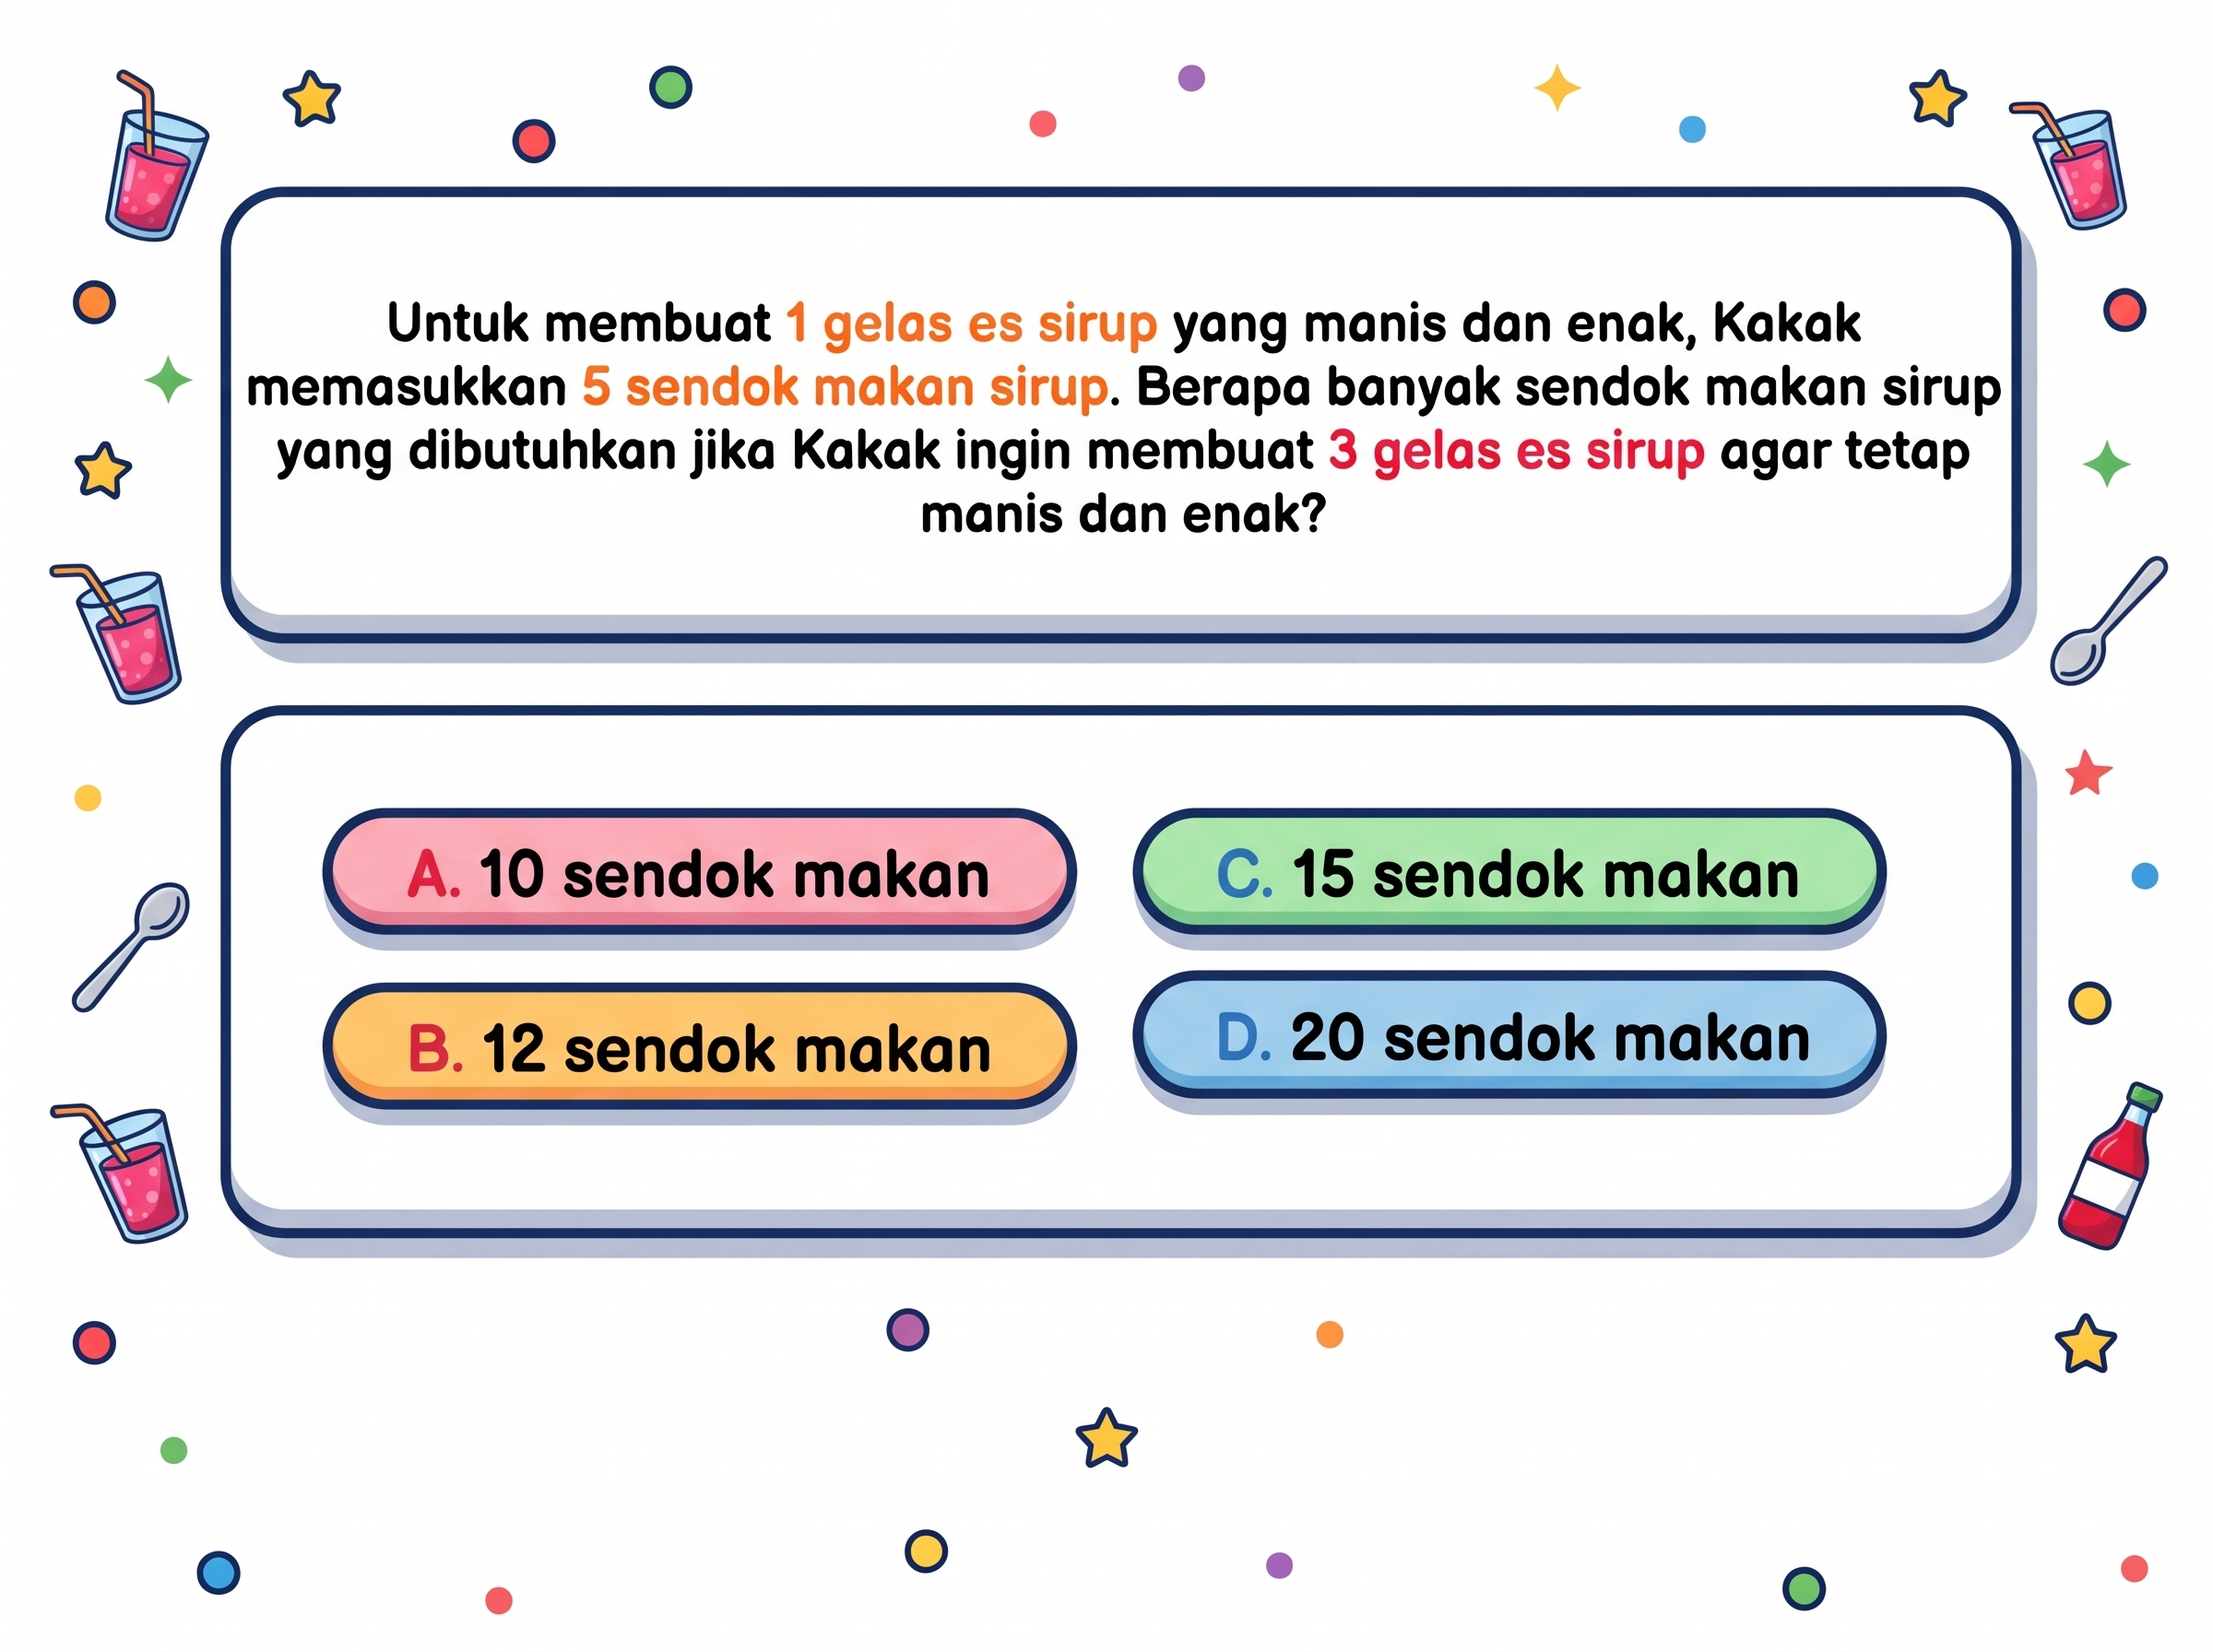 Untuk membuat 1 gelas es sirup yang manis dan enak, Kakak
memasukkan 5 sendok makan sirup. Berapa banyak sendok makan sirup
yang dibutuhkan jika Kakak ingin membuat 3 gelas es sirup agar tetap
manis dan enak?
A. 10 sendok makan
B. 12 sendok makan
C. 15 sendok makan
D. 20 sendok makan